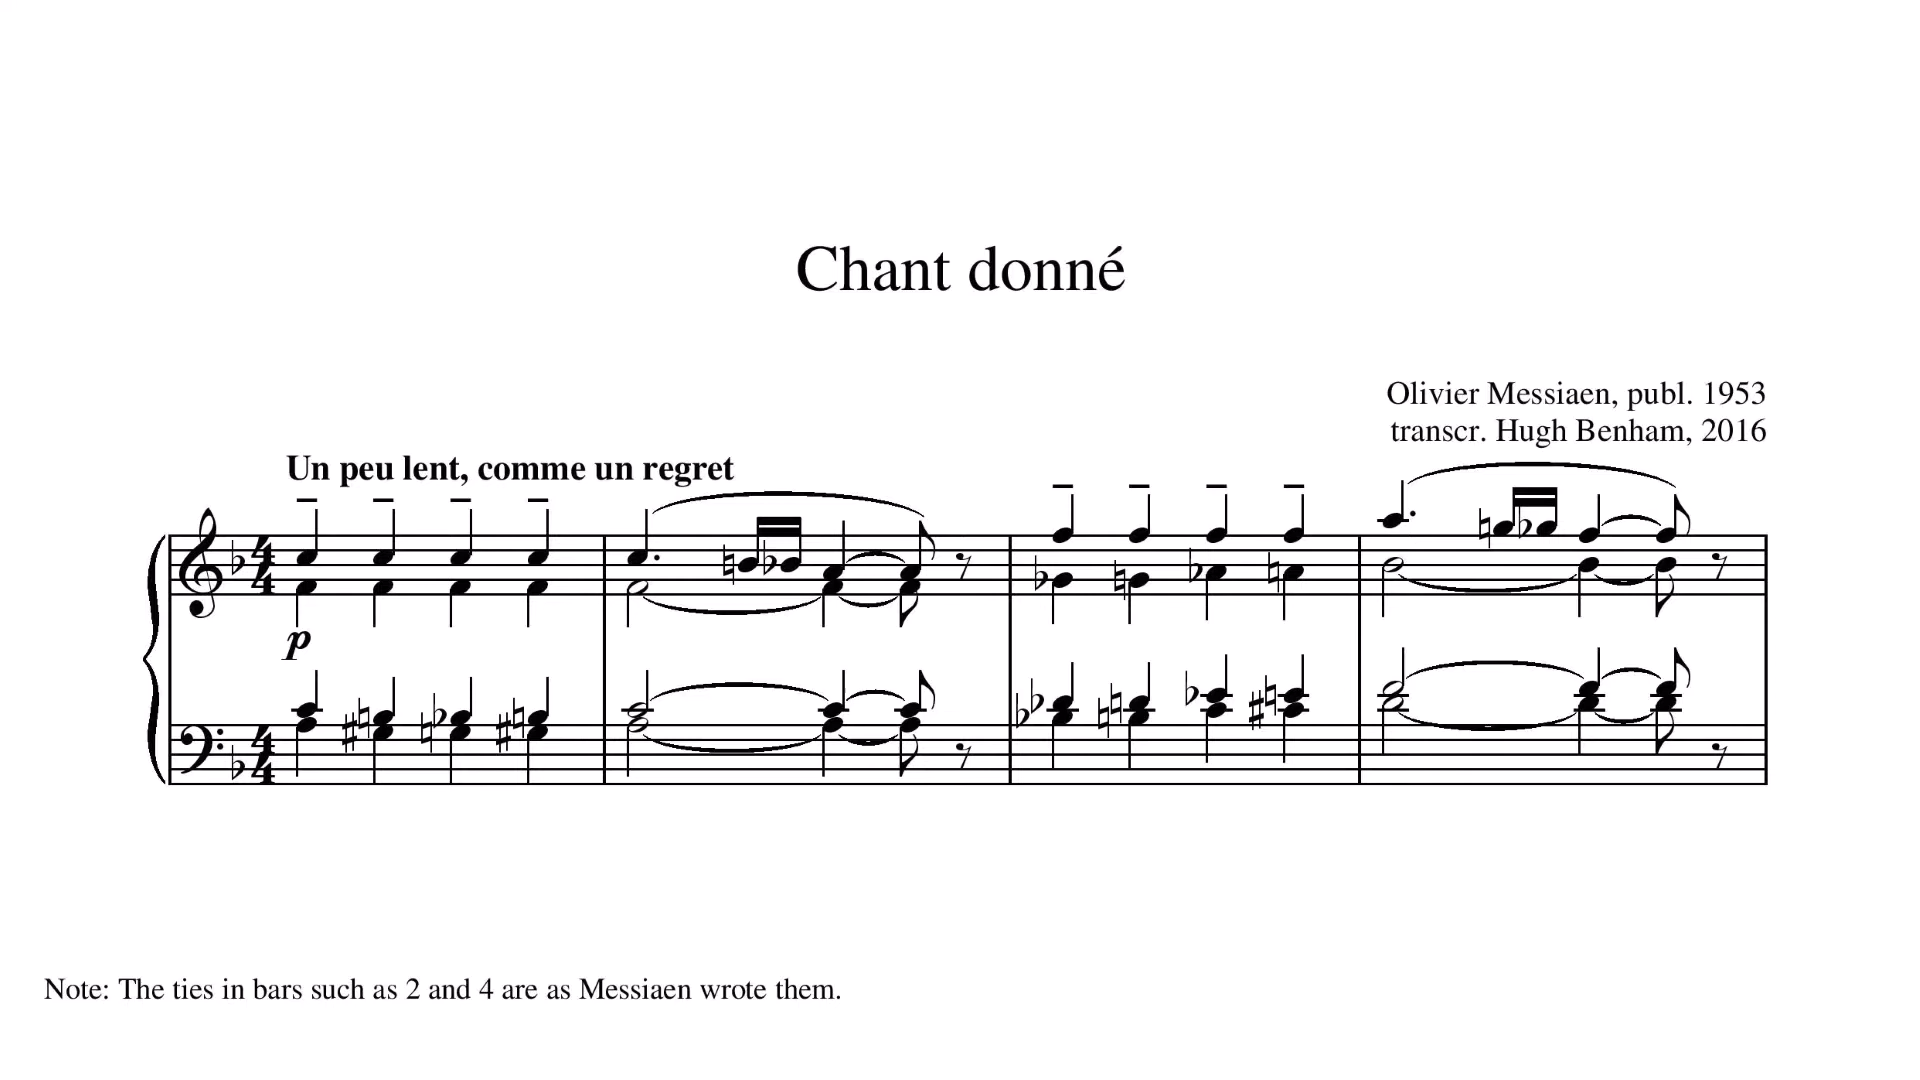 Chant donné
Olivier Messiaen, publ. 1953
transcr. Hugh Benham, 2016
Un peu lent, comme un regret
p
Note: The ties in bars such as 2 and 4 are as Messiaen wrote them.